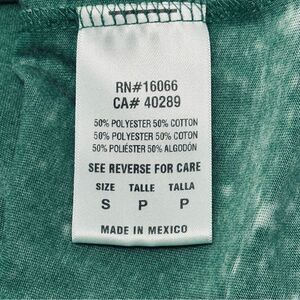 RN#16066
CA# 40289
50% POLYESTER 50% COTTON
50% POLYESTER 50% COTON
50% POLIÉSTER 50% ALGODÓN
SEE REVERSE FOR CARE
SIZE TALLE TALLA
S P P
MADE IN MEXICO